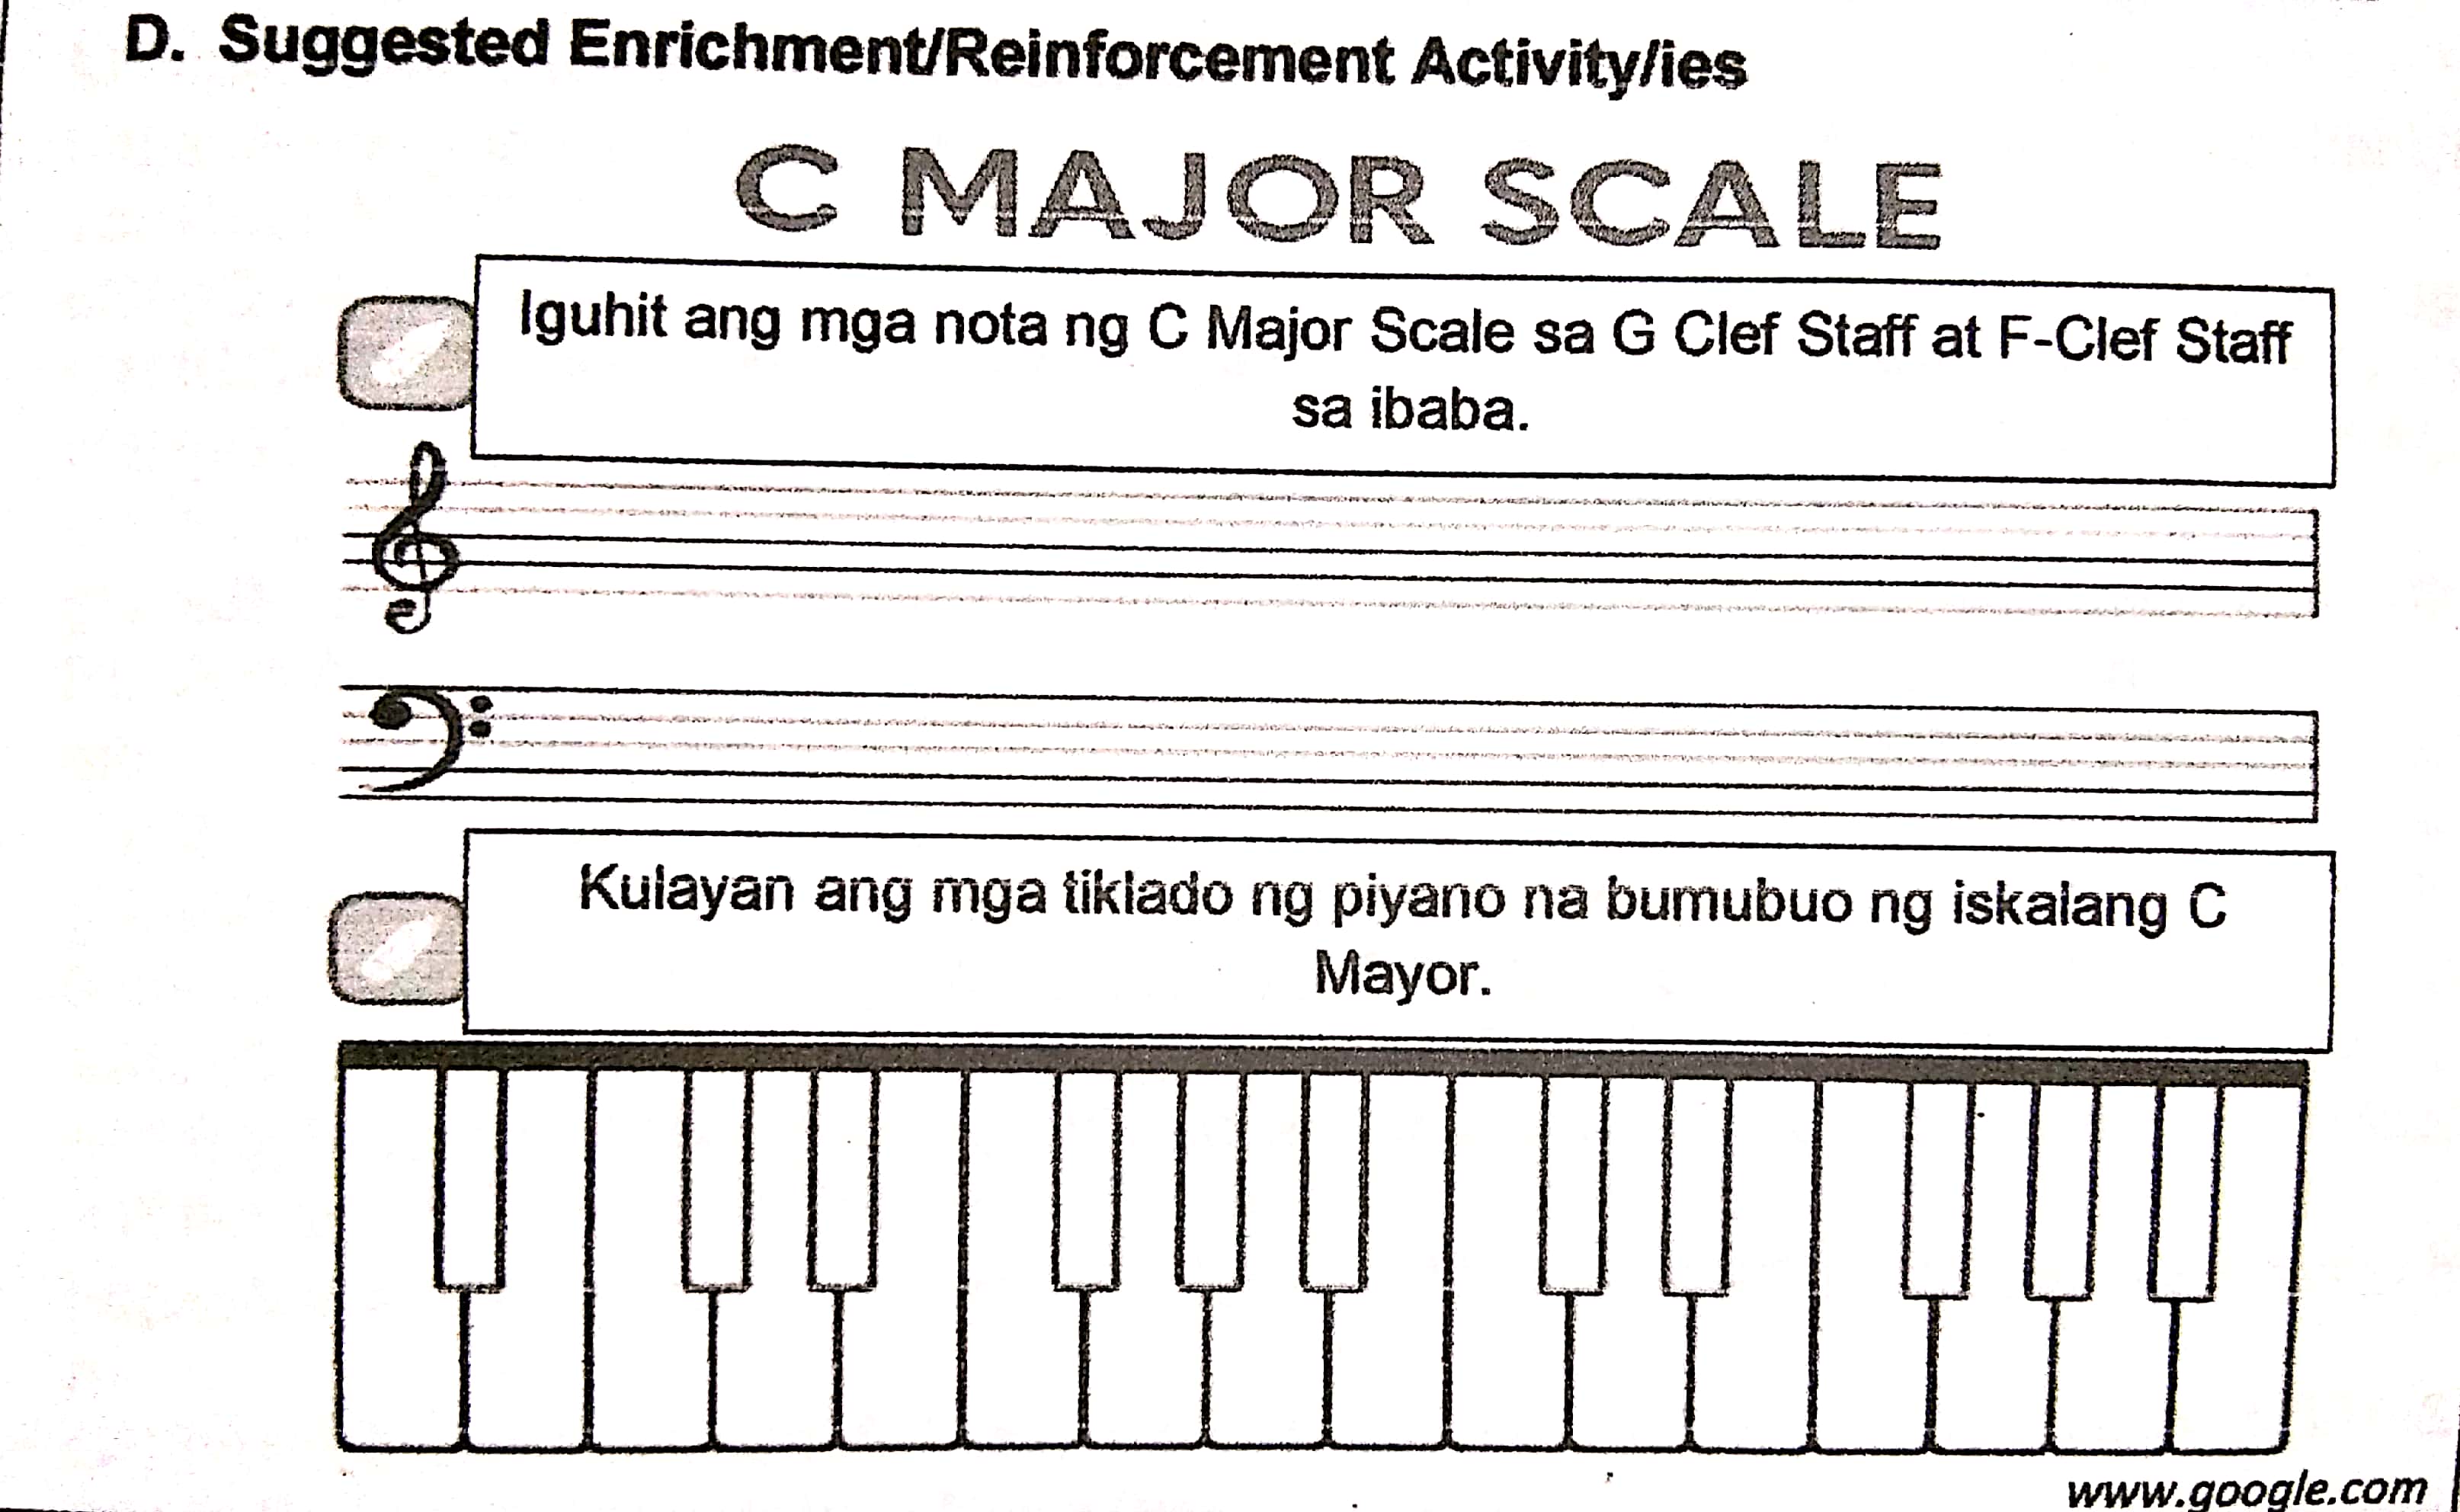 D. Suggested Enrichment/Reinforcement Activity/ies
C MAJOR SCALE
Iguhit ang mga nota ng C Major Scale sa G Clef Staff at F-Clef Staff
sa ibaba.
Kulayan ang mga tiklado ng piyano na bumubuo ng iskalang C
Mayor.
www.google.com